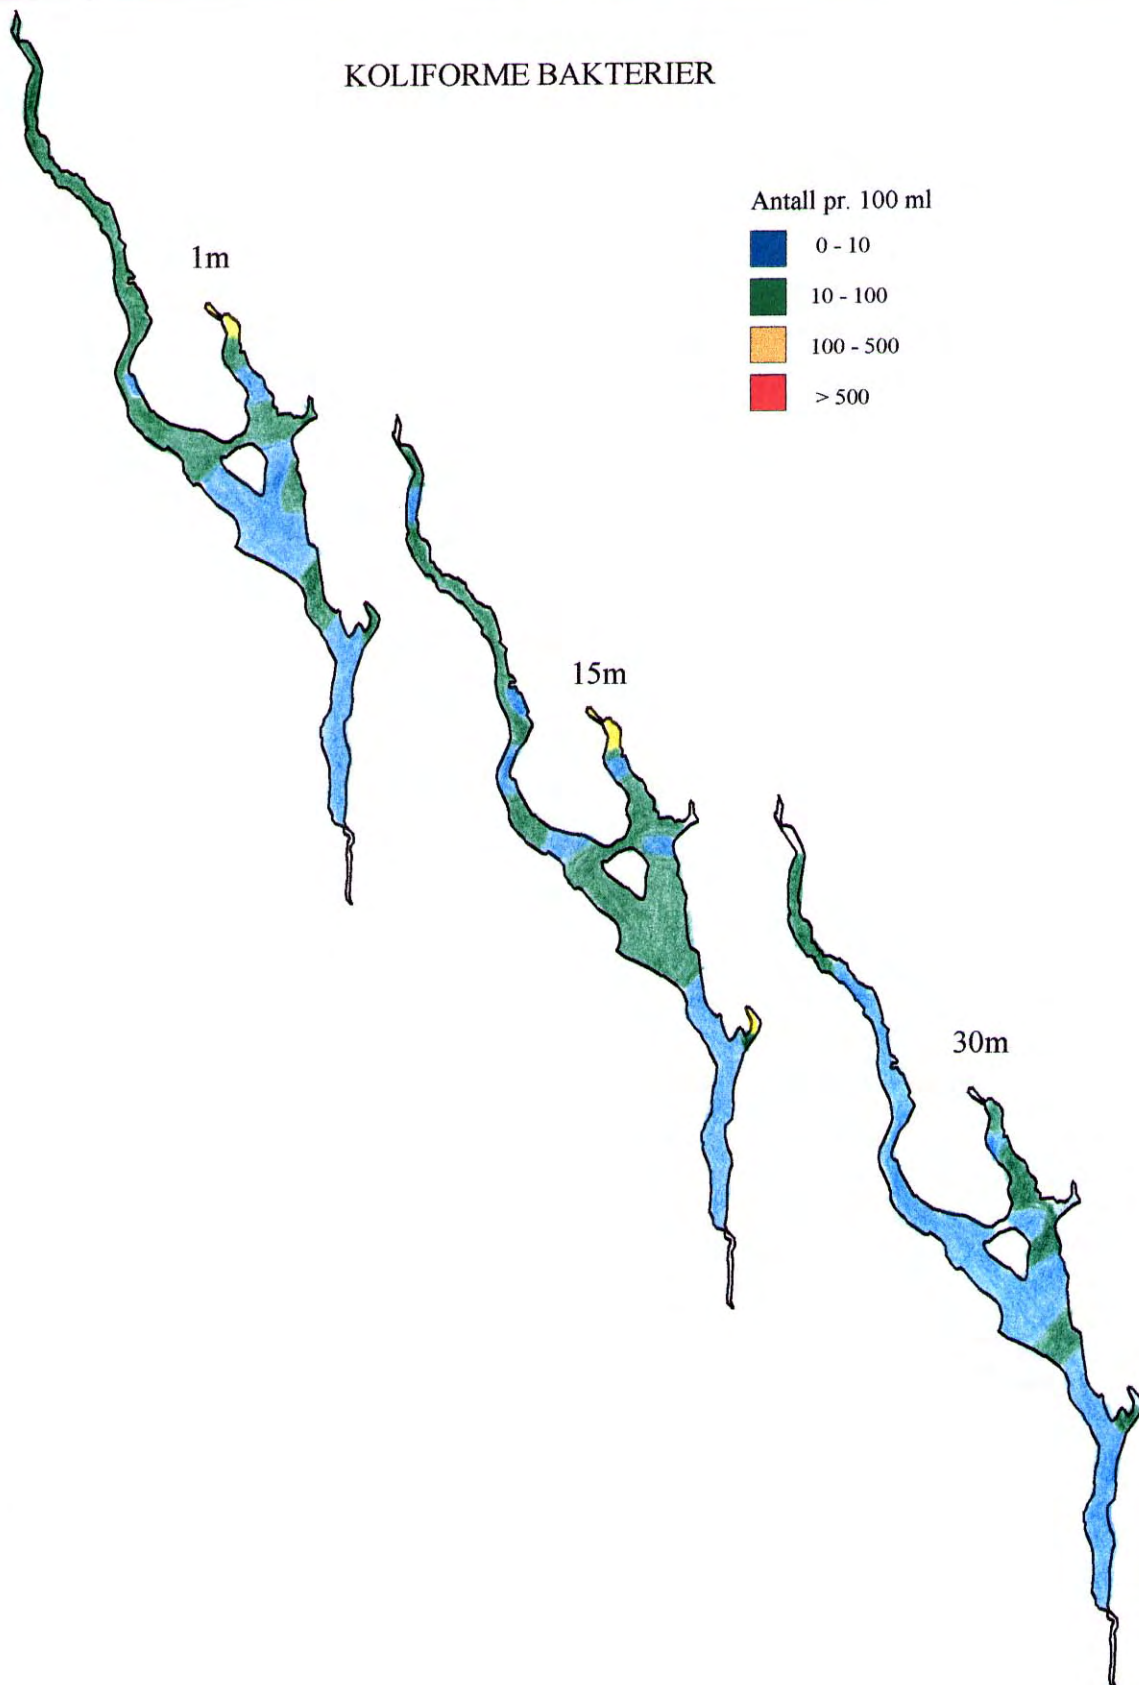 KOLIFORME BAKTERIER
Antall pr. 100 ml
0 - 10
10 - 100
100 - 500
> 500
1m
15m
30m